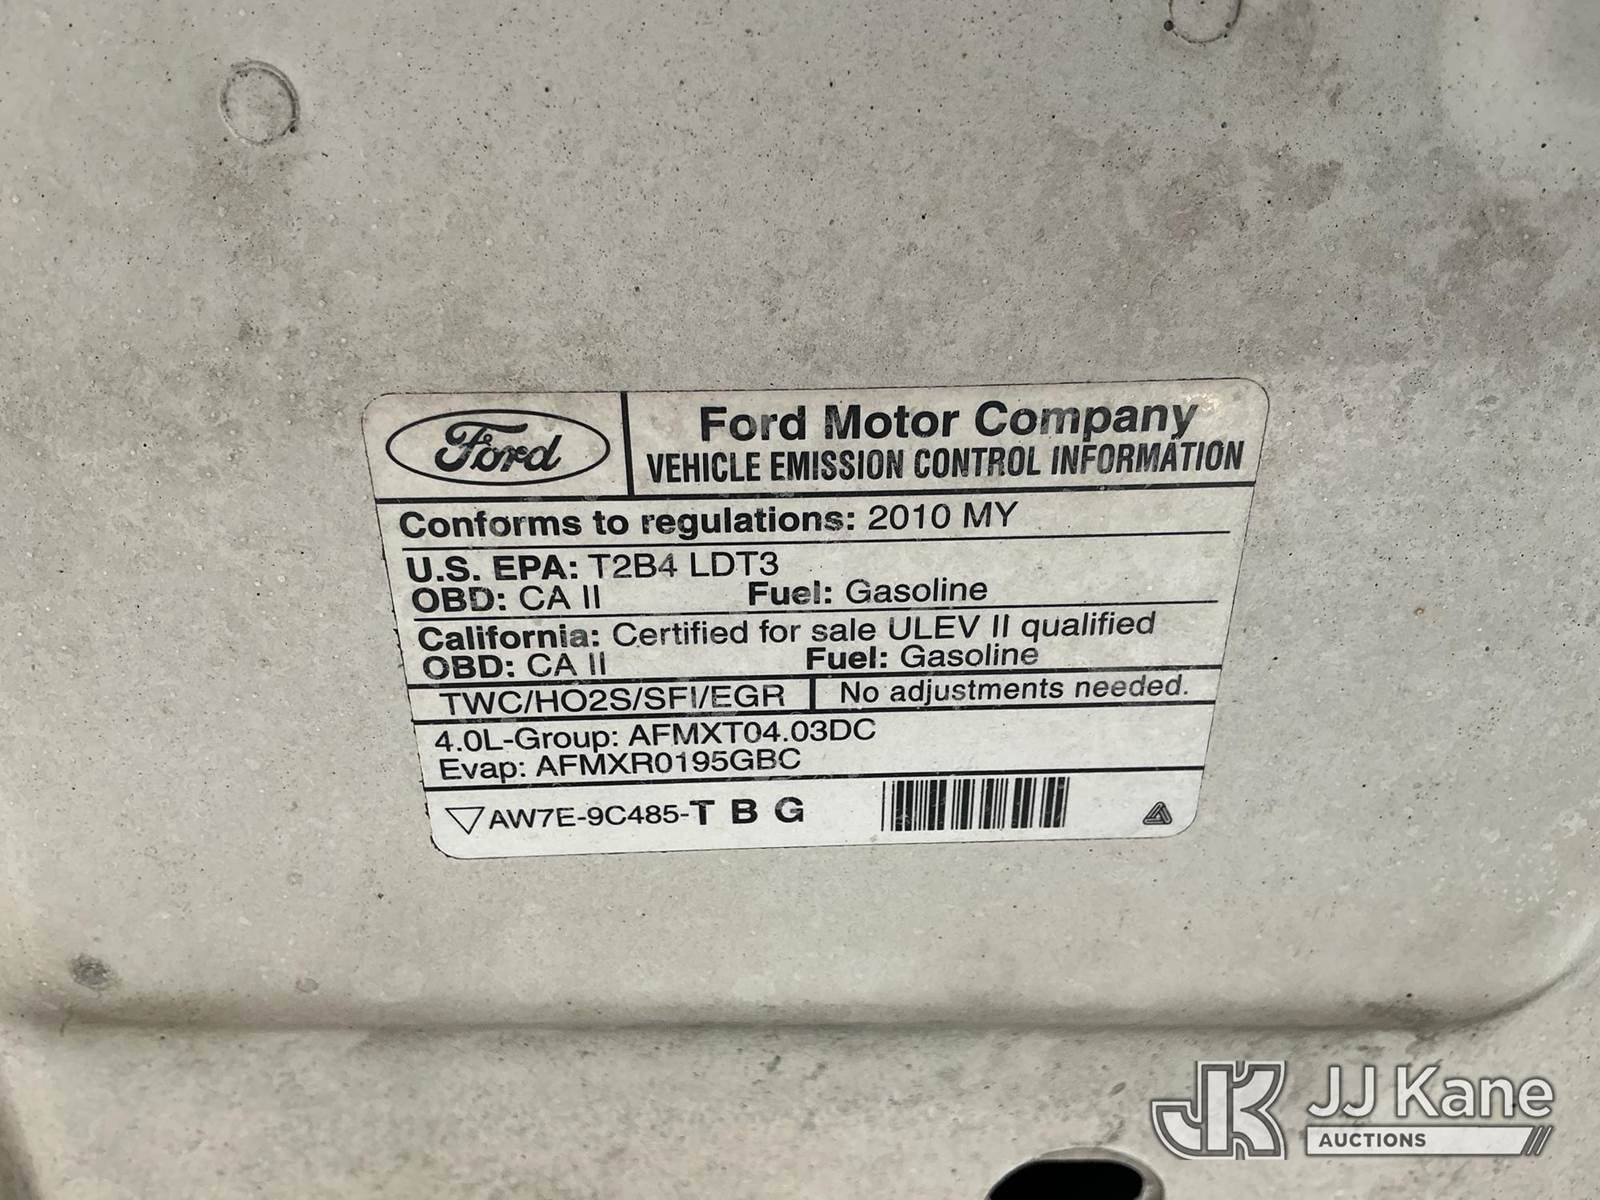 Ford
Ford Motor Company
VEHICLE EMISSION CONTROL INFORMATION
Conforms to regulations: 2010 MY
U.S. EPA: T2B4 LDT3
OBD: CA II Fuel: Gasoline
California: Certified for sale ULEV II qualified
OBD: CA II Fuel: Gasoline
TWC/HO2S/SFI/EGR No adjustments needed.
4.0L-Group: AFMXT04.03DC
Evap: AFMXR0195GBC
AW7E-9C485-T B G
JK JJ Kane
AUCTIONS